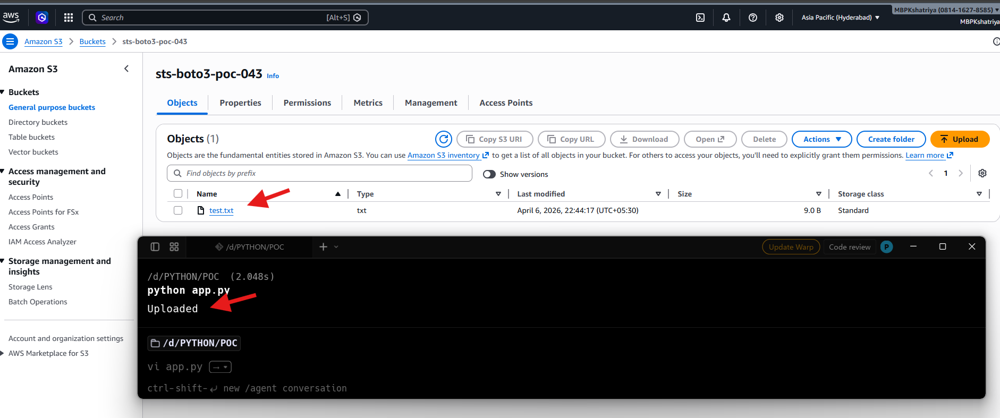 aws
Search [Alt+S]
Asia Pacific (Hyderabad)
MBPKshatriya (0814-1627-8585)
MBPKshatriya
Amazon S3 > Buckets > sts-boto3-poc-043
Amazon S3
Buckets
General purpose buckets
Directory buckets
Table buckets
Vector buckets
Access management and
security
Access Points
Access Points for FSx
Access Grants
IAM Access Analyzer
Storage management and
insights
Storage Lens
Batch Operations
Account and organization settings
AWS Marketplace for S3
sts-boto3-poc-043 Info
Objects Properties Permissions Metrics Management Access Points
Objects (1)
Copy S3 URI Copy URL Download Open Delete Actions Create folder Upload
Objects are the fundamental entities stored in Amazon S3. You can use Amazon S3 inventory to get a list of all objects in your bucket. For others to access your objects, you'll need to explicitly grant them permissions. Learn more
Find objects by prefix Show versions 1
Name Type Last modified Size Storage class
test.txt txt April 6, 2026, 22:44:17 (UTC+05:30) 9.0 B Standard
/d/PYTHON/POC Update Warp Code review P
/d/PYTHON/POC (2.048s)
python app.py
Uploaded
/d/PYTHON/POC
vi app.py
ctrl-shift-↵ new /agent conversation